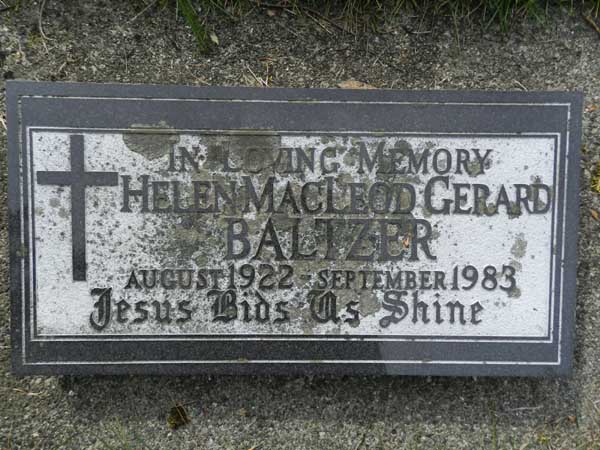 In Loving Memory
Helen MacLeod Gerard
BALTZER
AUGUST 1922 - SEPTEMBER 1983
Jesus Bids Us Shine